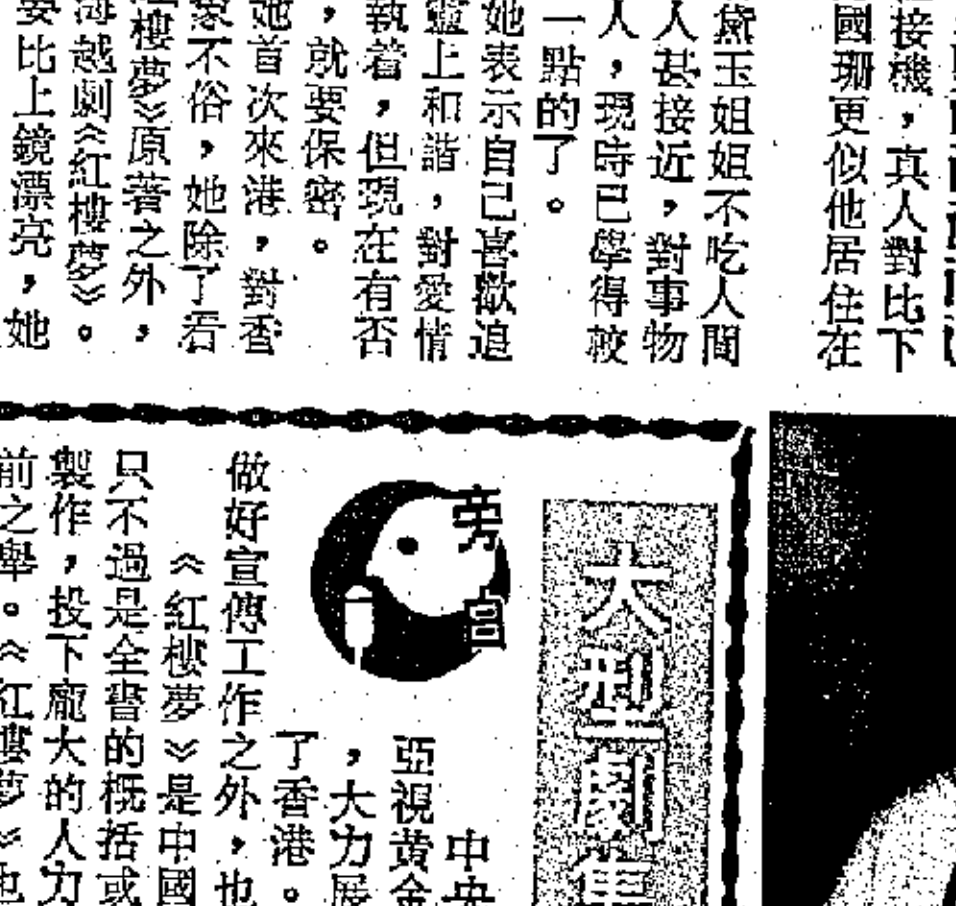 接機，真人對比下
國珊更似他居住在
黛玉姐姐不吃人間
人甚接近，對事物
人，現時已學得較
一點的了。
她表示自己喜歡追
靈上和諧，對愛情
執着，但現在有否
，就要保密。
她首次來港，對香
象不俗，她除了看
樓夢》原著之外，
海越劇《紅樓夢》。
要比上鏡漂亮，她
大型劇集
旁白
中央
亞視黄金
，大力展
了香港。
做好宣傳工作之外，也
《紅樓夢》是中國
只不過是全書的概括或
製作，投下龐大的人力
前之舉。《紅樓夢》也